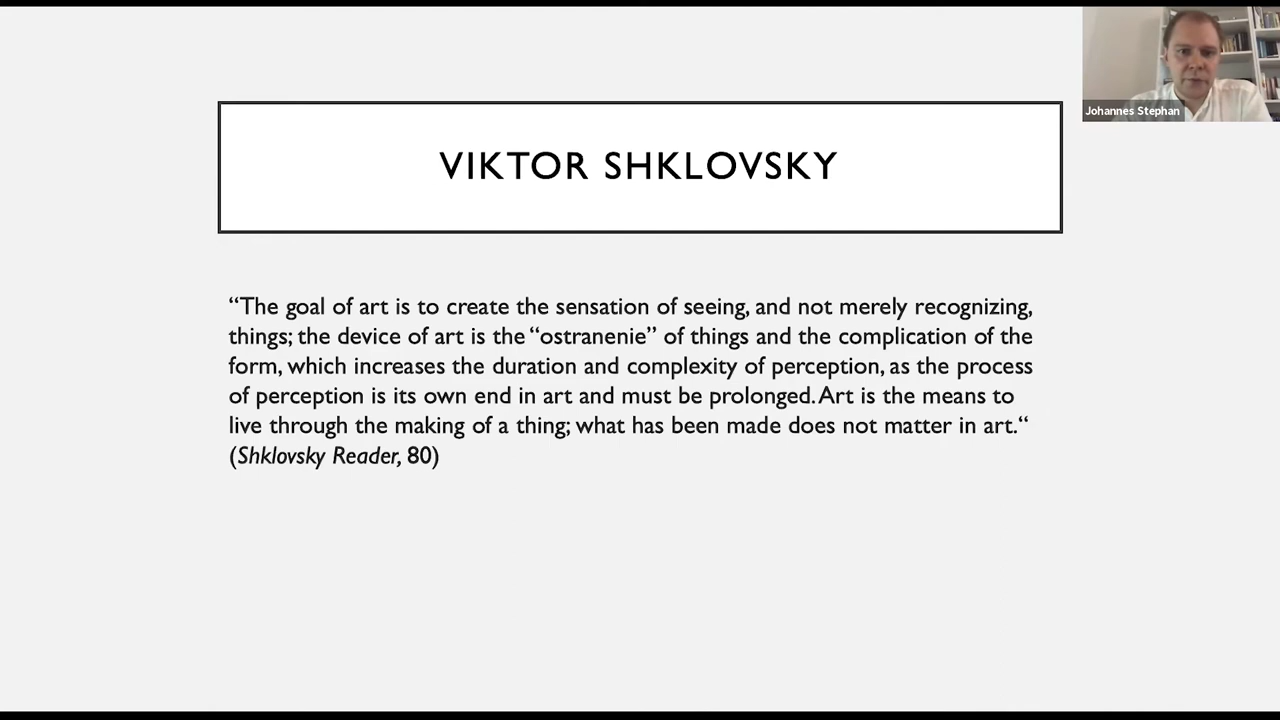 Johannes Stephan
VIKTOR SHKLOVSKY
“The goal of art is to create the sensation of seeing, and not merely recognizing,
things; the device of art is the “ostranenie” of things and the complication of the
form, which increases the duration and complexity of perception, as the process
of perception is its own end in art and must be prolonged. Art is the means to
live through the making of a thing; what has been made does not matter in art.“
(Shklovsky Reader, 80)